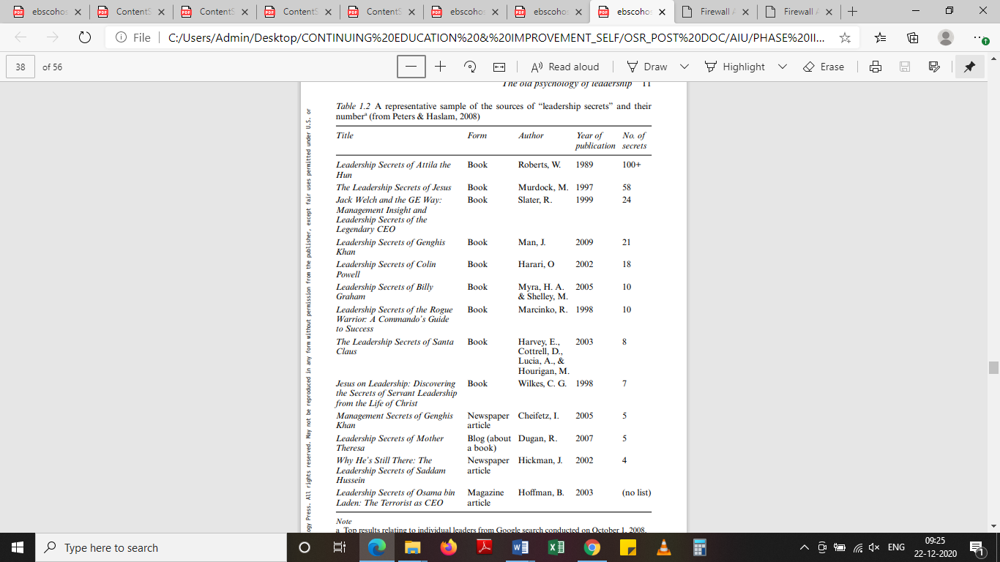 ebscohos
ContentS
ContentS
ContentS
ContentS
ebscohos
ebscohos
ebscohos
Firewall A
Firewall A
File
C:/Users/Admin/Desktop/CONTINUING%20EDUCATION%20&%20IMPROVEMENT_SELF/OSR_POST%20DOC/AIU/PHASE%20II...
38 of 56
Read aloud
Draw
Highlight
Erase
The old psychology of leadership 11
Table 1.2 A representative sample of the sources of “leadership secrets” and their
numberª (from Peters & Haslam, 2008)
Title Form Author Year of No. of
publication secrets
Leadership Secrets of Attila the Book Roberts, W. 1989 100+
Hun
The Leadership Secrets of Jesus Book Murdock, M. 1997 58
Jack Welch and the GE Way: Book Slater, R. 1999 24
Management Insight and
Leadership Secrets of the
Legendary CEO
Leadership Secrets of Genghis Book Man, J. 2009 21
Khan
Leadership Secrets of Colin Book Harari, O 2002 18
Powell
Leadership Secrets of Billy Book Myra, H. A. 2005 10
Graham & Shelley, M.
Leadership Secrets of the Rogue Book Marcinko, R. 1998 10
Warrior: A Commando’s Guide
to Success
The Leadership Secrets of Santa Book Harvey, E., 2003 8
Claus Cottrell, D.,
Lucia, A., &
Hourigan, M.
Jesus on Leadership: Discovering Book Wilkes, C. G. 1998 7
the Secrets of Servant Leadership
from the Life of Christ
Management Secrets of Genghis Newspaper Cheifetz, I. 2005 5
Khan article
Leadership Secrets of Mother Blog (about Dugan, R. 2007 5
Theresa a book)
Why He’s Still There: The Newspaper Hickman, J. 2002 4
Leadership Secrets of Saddam article
Hussein
Leadership Secrets of Osama bin Magazine Hoffman, B. 2003 (no list)
Laden: The Terrorist as CEO article
Note
a Top results relating to individual leaders from Google search conducted on October 1, 2008.
ogy Press. All rights reserved. May not be reproduced in any form without permission from the publisher, except fair uses permitted under U.S. or
Type here to search
ENG
09:25
22-12-2020
1